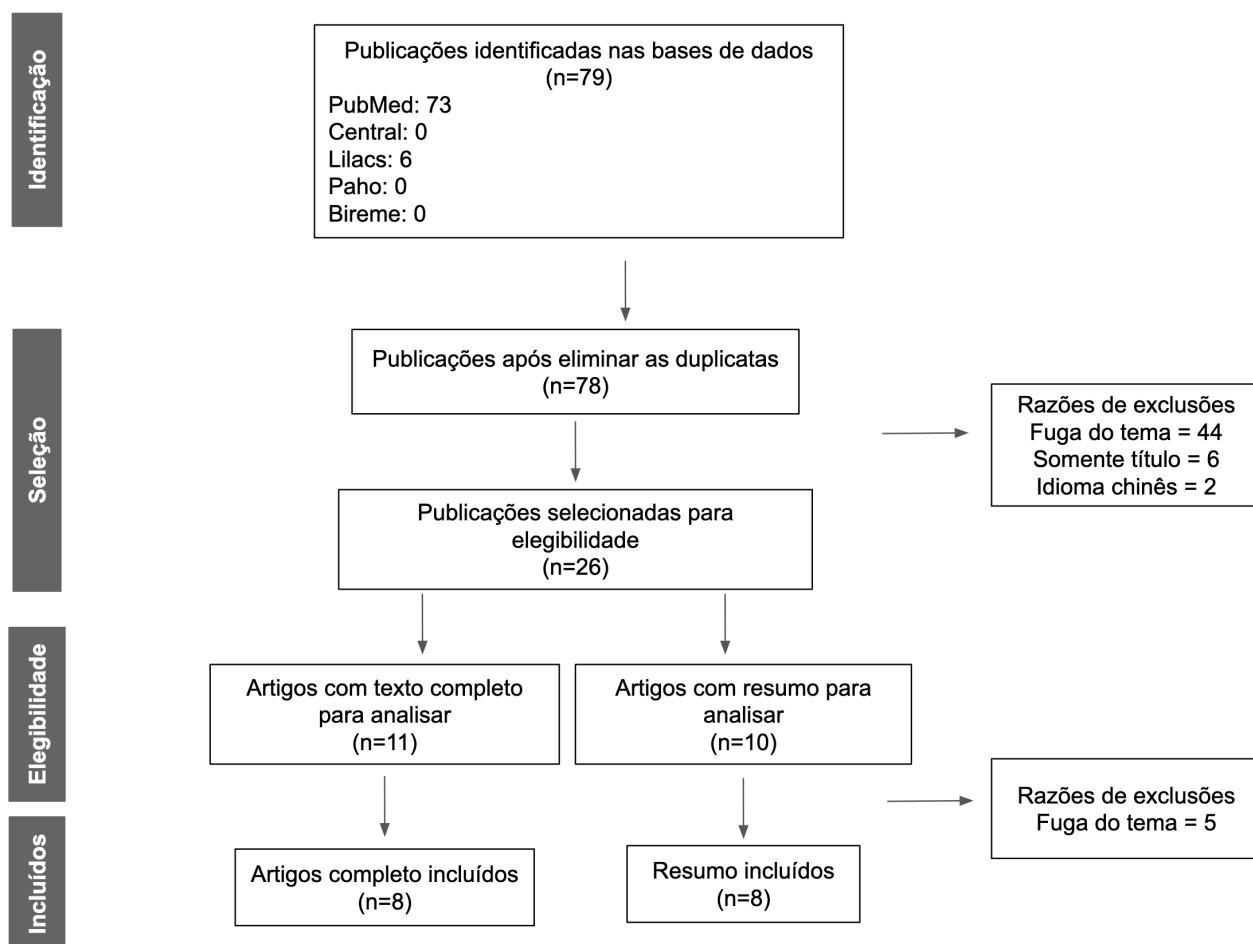 Identificação
Publicações identificadas nas bases de dados
(n=79)
PubMed: 73
Central: 0
Lilacs: 6
Paho: 0
Bireme: 0
Seleção
Publicações após eliminar as duplicatas
(n=78)
Razões de exclusões
Fuga do tema = 44
Somente título = 6
Idioma chinês = 2
Publicações selecionadas para
elegibilidade
(n=26)
Elegibilidade
Artigos com texto completo
para analisar
(n=11)
Artigos com resumo para
analisar
(n=10)
Razões de exclusões
Fuga do tema = 5
Incluídos
Artigos completo incluídos
(n=8)
Resumo incluídos
(n=8)